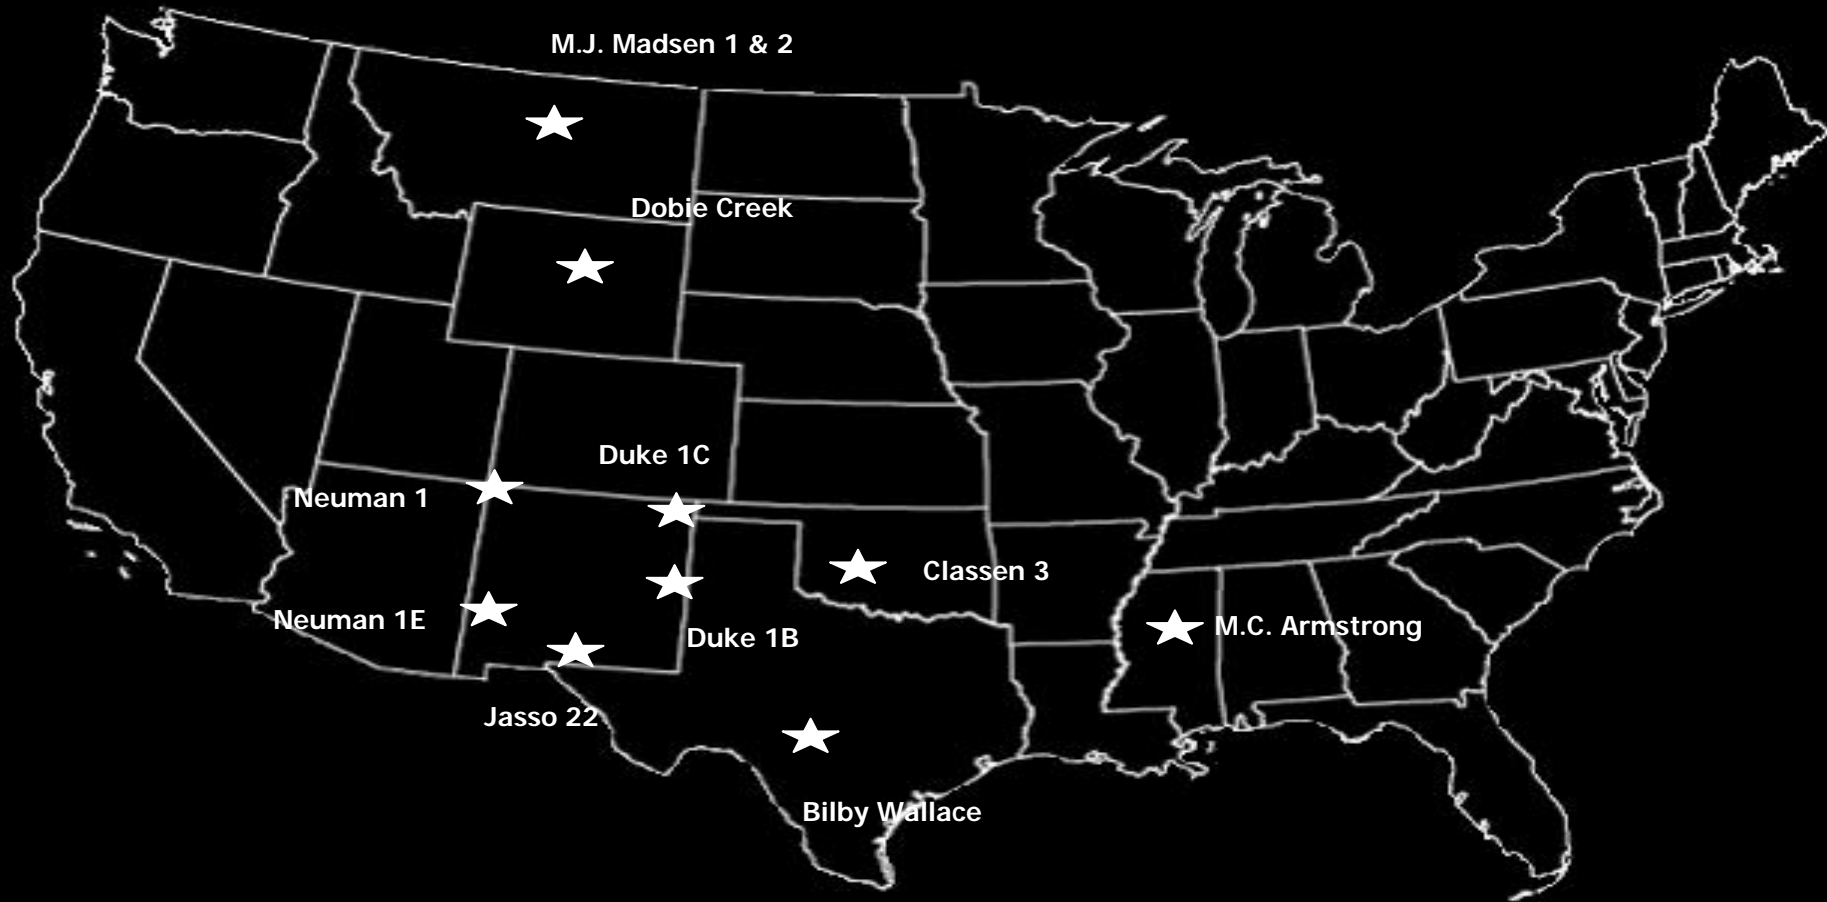 M.J. Madsen 1 & 2
Dobie Creek
Duke 1C
Neuman 1
Classen 3
Neuman 1E
M.C. Armstrong
Duke 1B
Jasso 22
Bilby Wallace